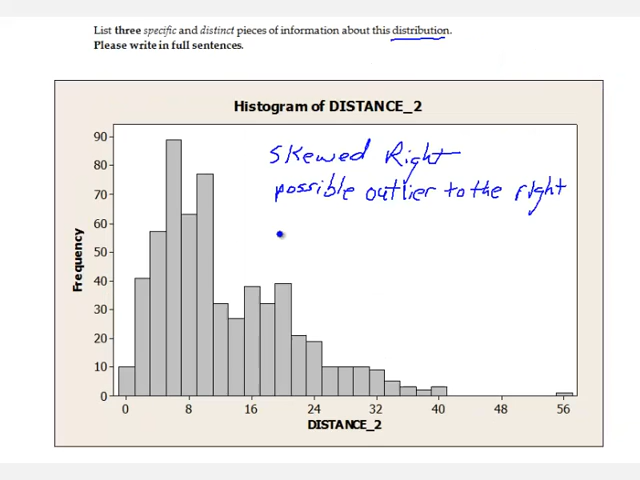 List three specific and distinct pieces of information about this distribution.
Please write in full sentences.
Histogram of DISTANCE_2
Skewed Right
possible outlier to the right
Frequency
90
80
70
60
50
40
30
20
10
0
0 8 16 24 32 40 48 56
DISTANCE_2